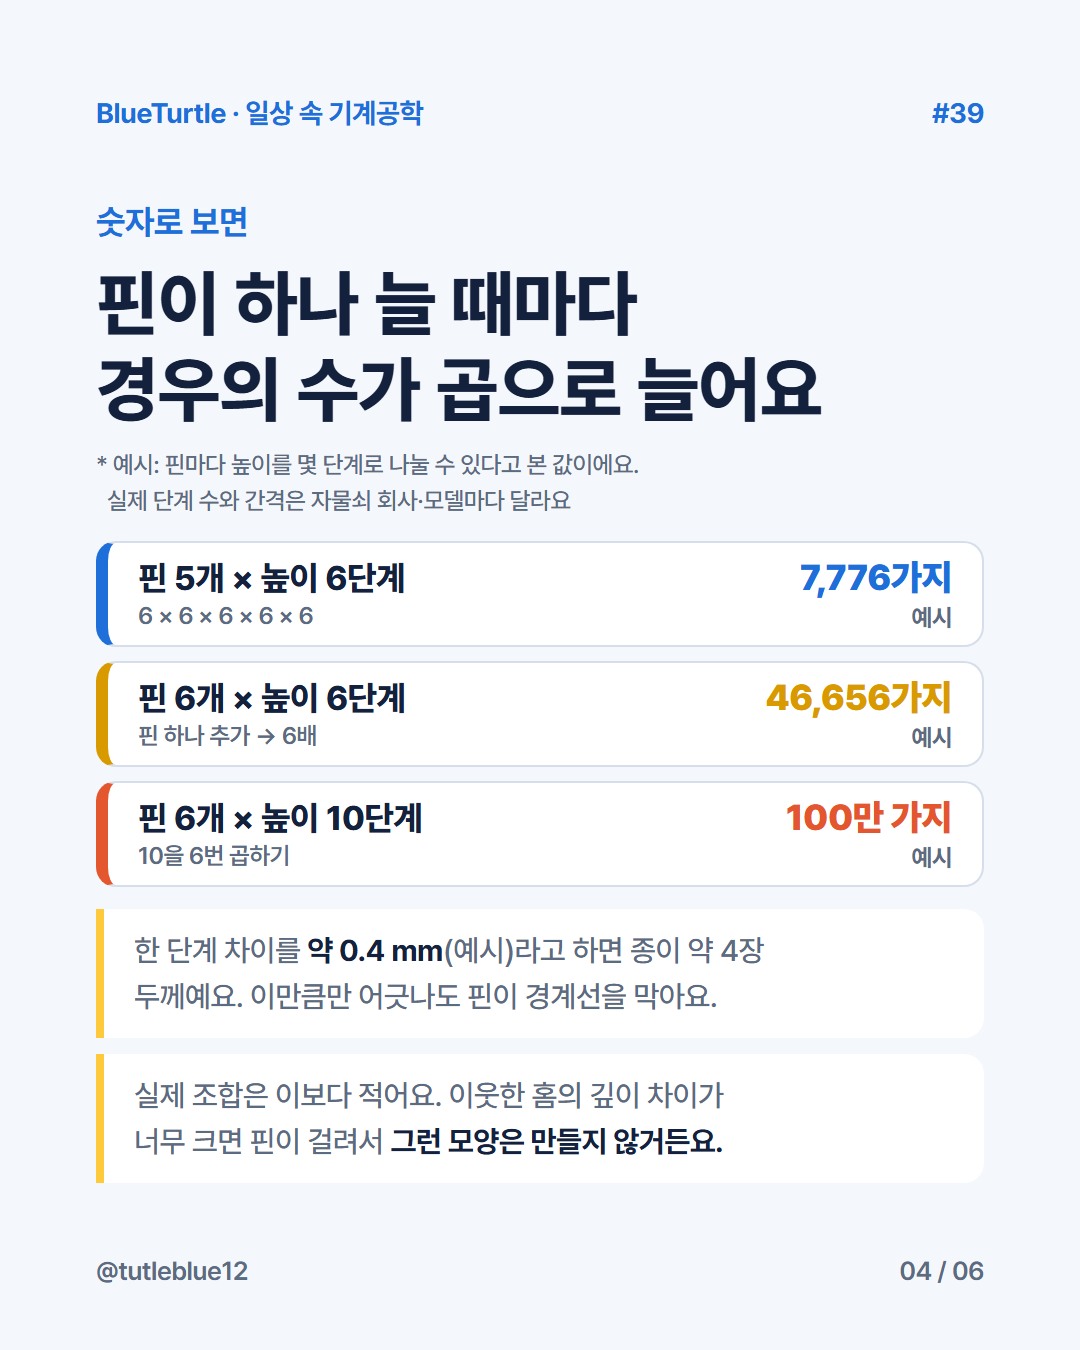 BlueTurtle · 일상 속 기계공학
#39
숫자로 보면
핀이 하나 늘 때마다
경우의 수가 곱으로 늘어요
* 예시: 핀마다 높이를 몇 단계로 나눌 수 있다고 본 값이에요.
실제 단계 수와 간격은 자물쇠 회사·모델마다 달라요
핀 5개 × 높이 6단계
7,776가지
6 × 6 × 6 × 6 × 6
예시
핀 6개 × 높이 6단계
46,656가지
핀 하나 추가 → 6배
예시
핀 6개 × 높이 10단계
100만 가지
10을 6번 곱하기
예시
한 단계 차이를 약 0.4 mm(예시)라고 하면 종이 약 4장
두께예요. 이만큼만 어긋나도 핀이 경계선을 막아요.
실제 조합은 이보다 적어요. 이웃한 홈의 깊이 차이가
너무 크면 핀이 걸려서 그런 모양은 만들지 않거든요.
@tutleblue12
04 / 06